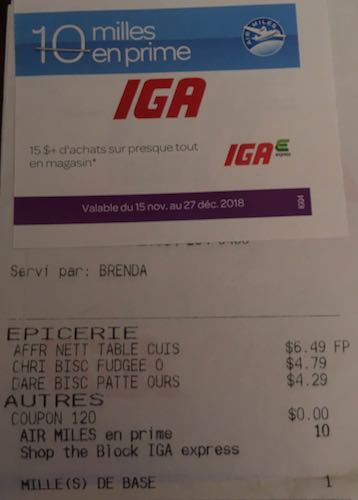 10 milles
en prime
AIR MILES
IGA
15 $+ d'achats sur presque tout
en magasin*
IGA express
Valable du 15 nov. au 27 déc. 2018
Servi par: BRENDA
EPICERIE
AFFR NETT TABLE CUIS $6.49 FP
CHRI BISC FUDGEE O $4.79
DARE BISC PATTE OURS $4.29
AUTRES
COUPON 120 $0.00
AIR MILES en prime 10
Shop the Block IGA express
MILLE(S) DE BASE 1